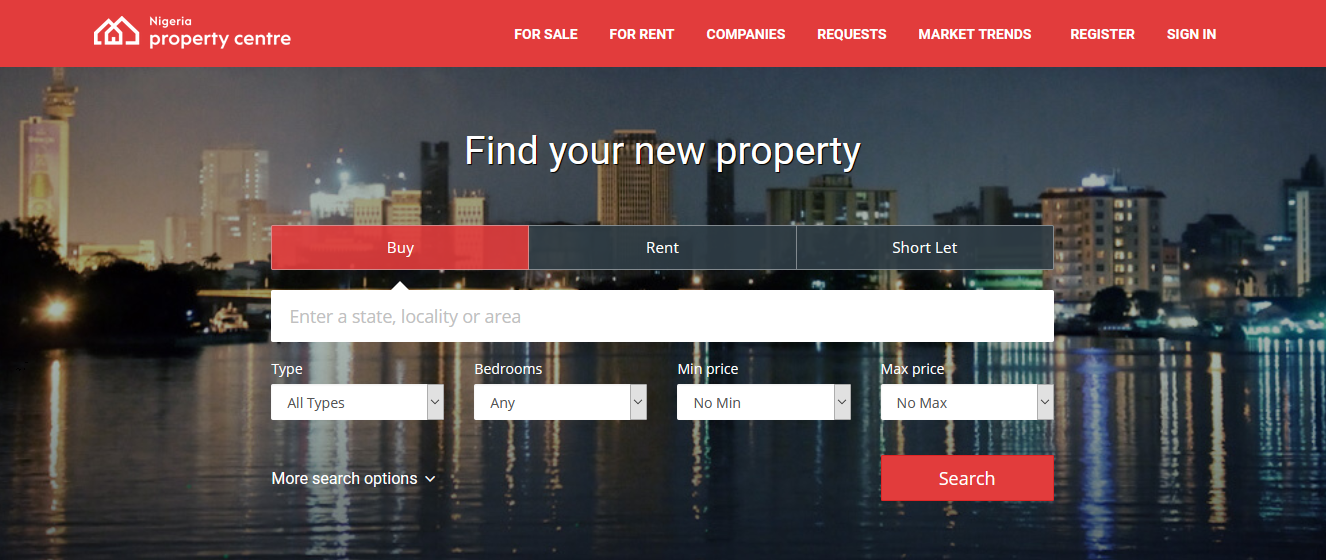 Nigeria
property centre
FOR SALE FOR RENT COMPANIES REQUESTS MARKET TRENDS REGISTER SIGN IN
Find your new property
Buy Rent Short Let
Enter a state, locality or area
Type Bedrooms Min price Max price
All Types Any No Min No Max
More search options Search